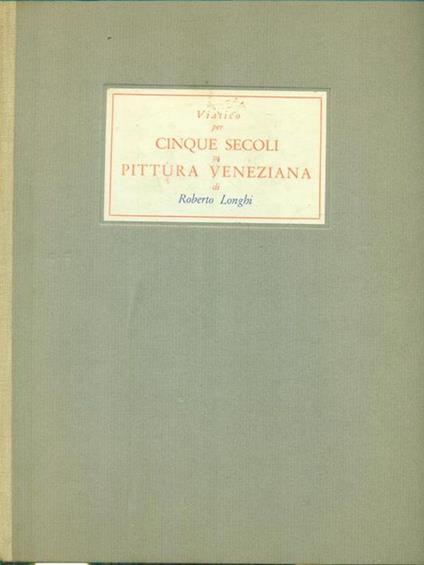 Viatico
per
CINQUE SECOLI
di
PITTURA VENEZIANA
di
Roberto Longhi